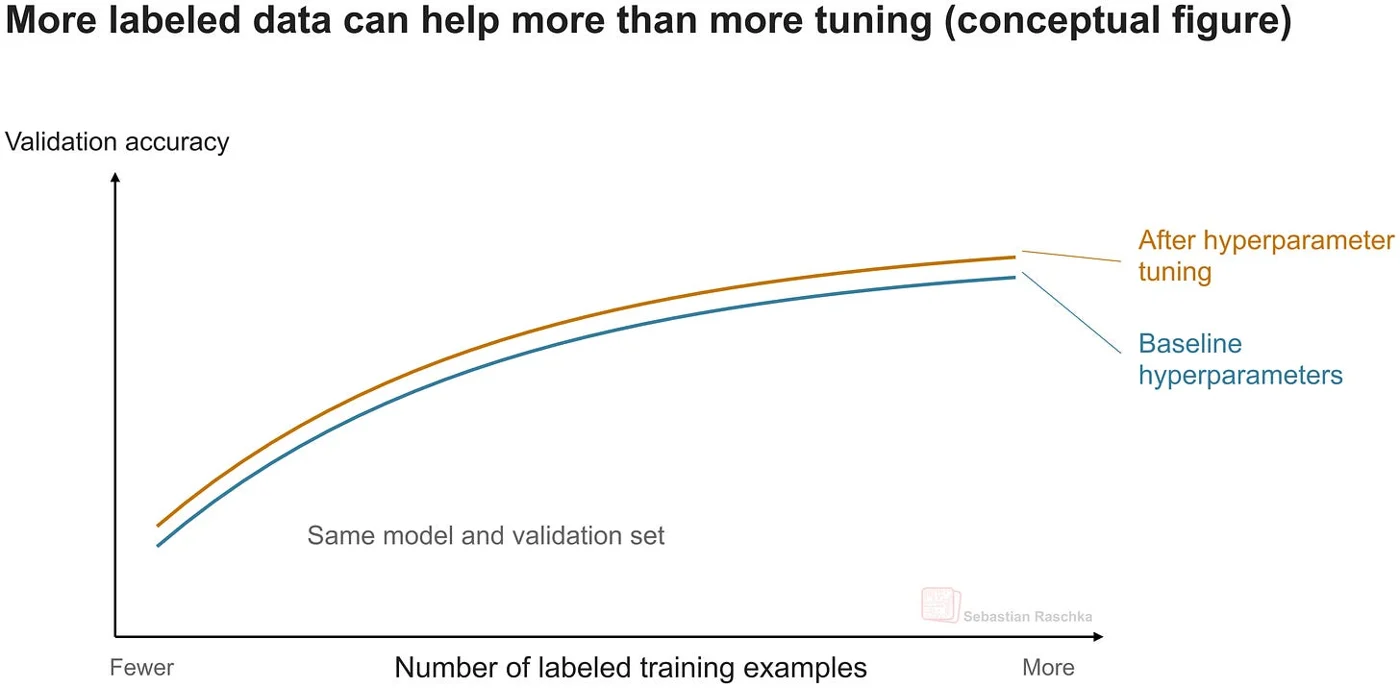 More labeled data can help more than more tuning (conceptual figure)
Validation accuracy
After hyperparameter
tuning
Baseline
hyperparameters
Same model and validation set
Sebastian Raschka
Fewer
Number of labeled training examples
More